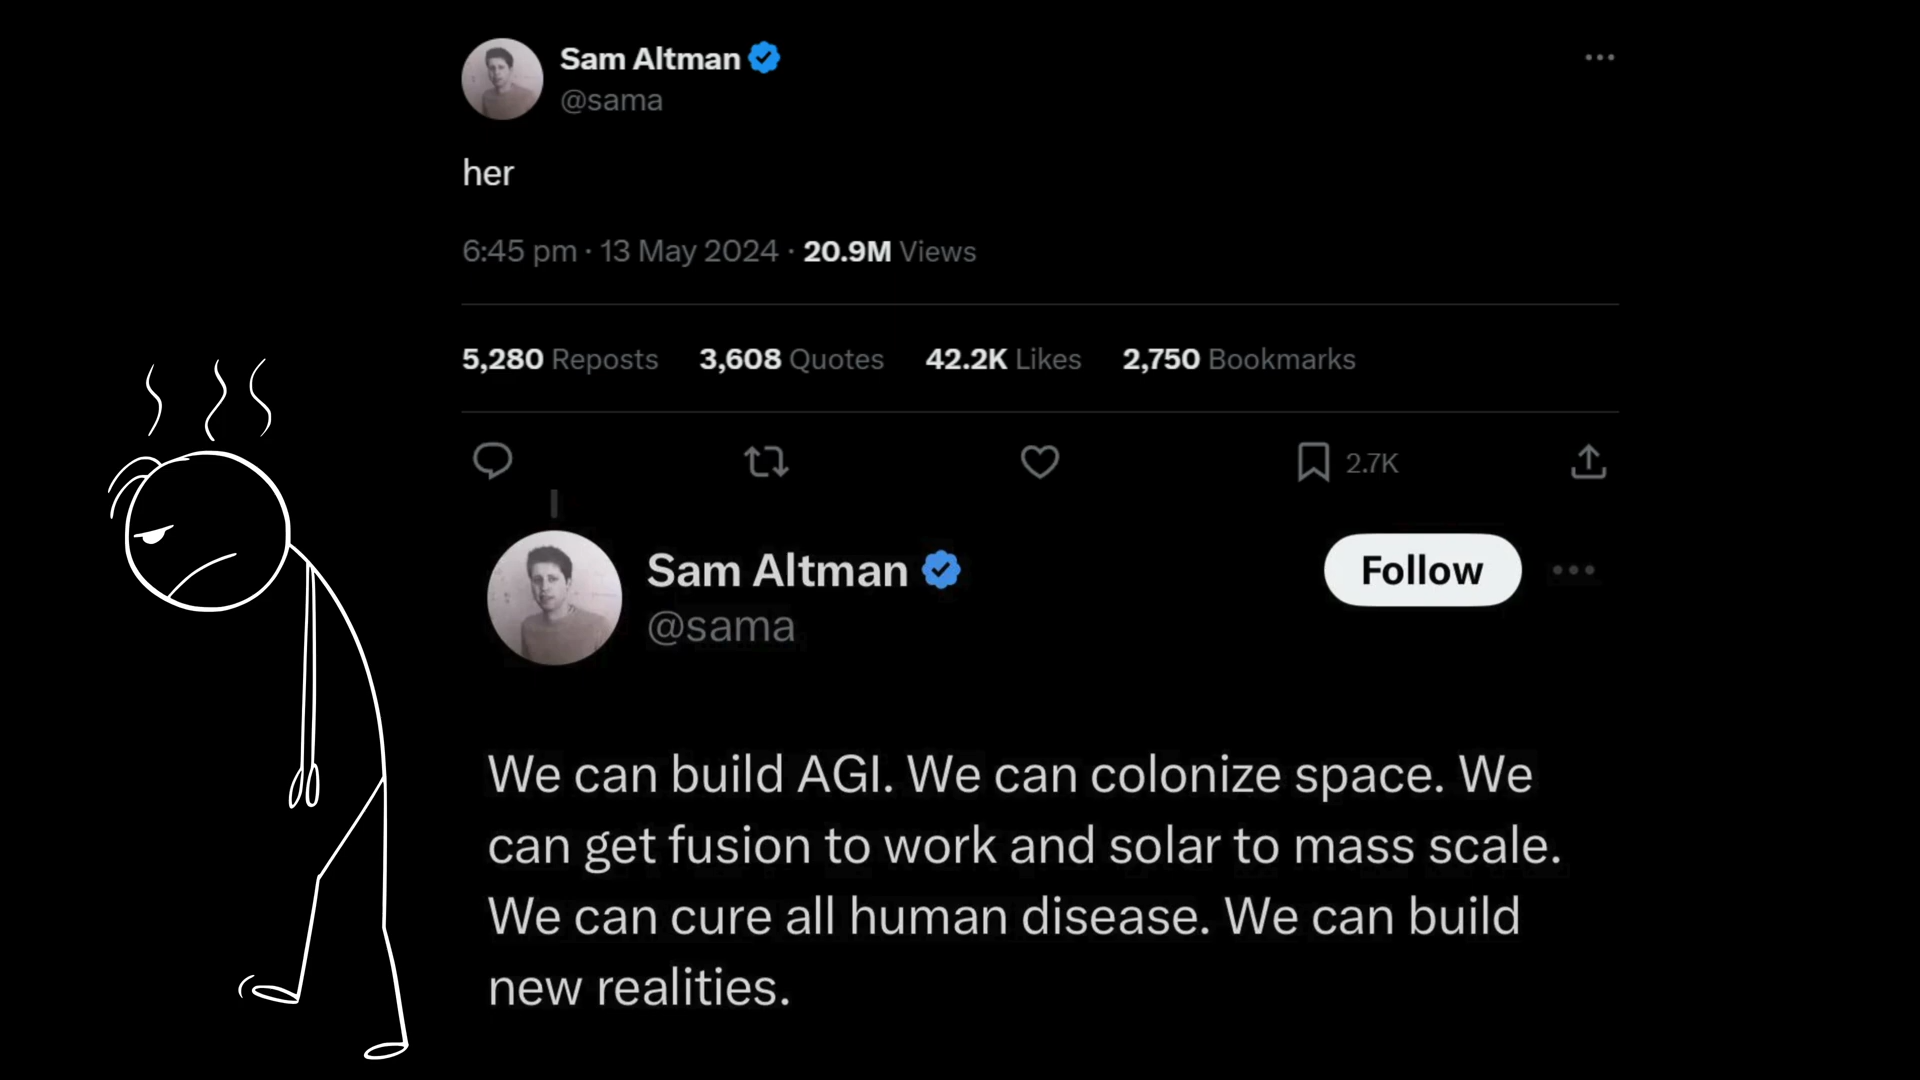 Sam Altman
@sama
her
6:45 pm · 13 May 2024 · 20.9M Views
5,280 Reposts 3,608 Quotes 42.2K Likes 2,750 Bookmarks
2.7K
Sam Altman
Follow
@sama
We can build AGI. We can colonize space. We
can get fusion to work and solar to mass scale.
We can cure all human disease. We can build
new realities.